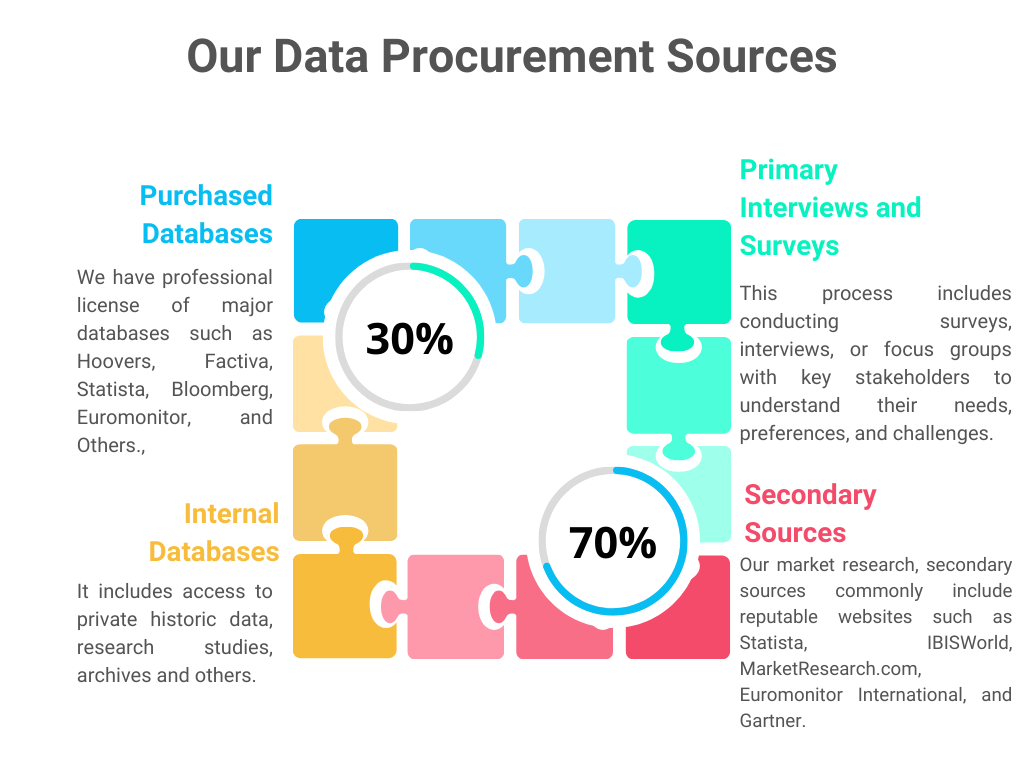 Our Data Procurement Sources
Purchased
Databases
We have professional
license of major
databases such as
Hoovers, Factiva,
Statista, Bloomberg,
Euromonitor, and
Others.,
Primary
Interviews and
Surveys
This process includes
conducting surveys,
interviews, or focus groups
with key stakeholders to
understand their needs,
preferences, and challenges.
30%
70%
Internal
Databases
It includes access to
private historic data,
research studies,
archives and others.
Secondary
Sources
Our market research, secondary
sources commonly include
reputable websites such as
Statista, IBISWorld,
MarketResearch.com,
Euromonitor International, and
Gartner.